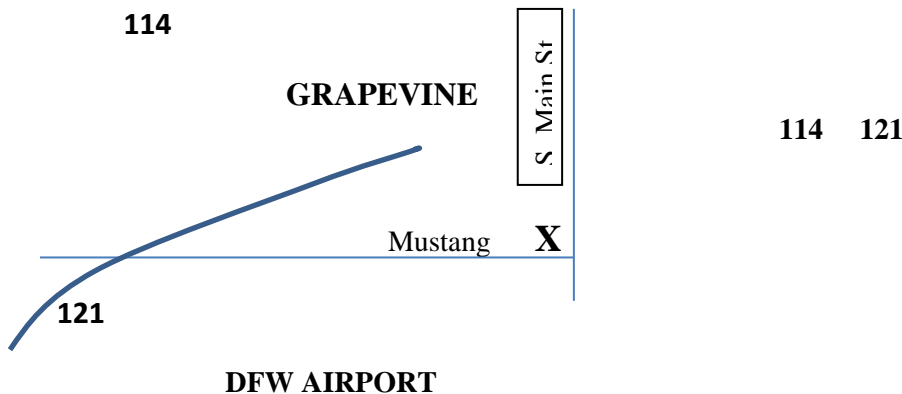 114
S Main St
GRAPEVINE
114 121
Mustang X
121
DFW AIRPORT